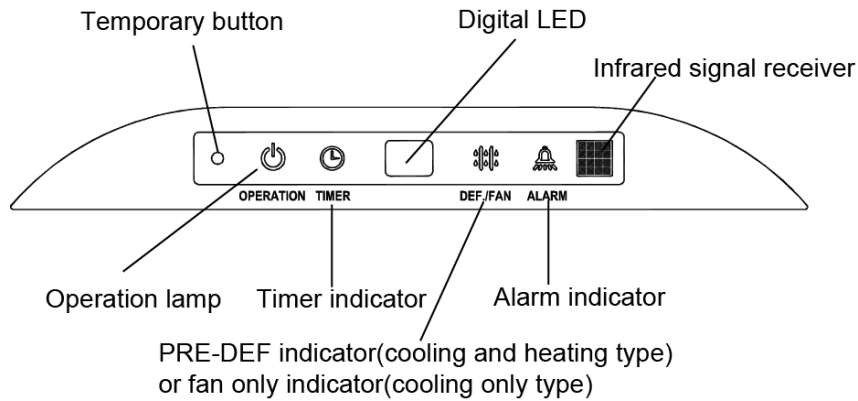 Temporary button
Digital LED
Infrared signal receiver
OPERATION TIMER DEF./FAN ALARM
Operation lamp
Timer indicator
Alarm indicator
PRE-DEF indicator(cooling and heating type)
or fan only indicator(cooling only type)